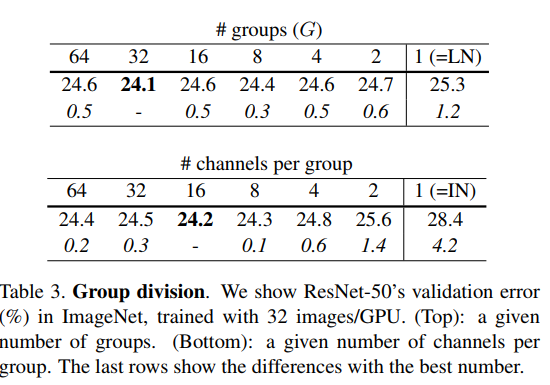 # groups (G)
64 32 16 8 4 2 1 (=LN)
24.6 24.1 24.6 24.4 24.6 24.7 25.3
0.5 - 0.5 0.3 0.5 0.6 1.2
# channels per group
64 32 16 8 4 2 1 (=IN)
24.4 24.5 24.2 24.3 24.8 25.6 28.4
0.2 0.3 - 0.1 0.6 1.4 4.2
Table 3. Group division. We show ResNet-50's validation error
(%) in ImageNet, trained with 32 images/GPU. (Top): a given
number of groups. (Bottom): a given number of channels per
group. The last rows show the differences with the best number.